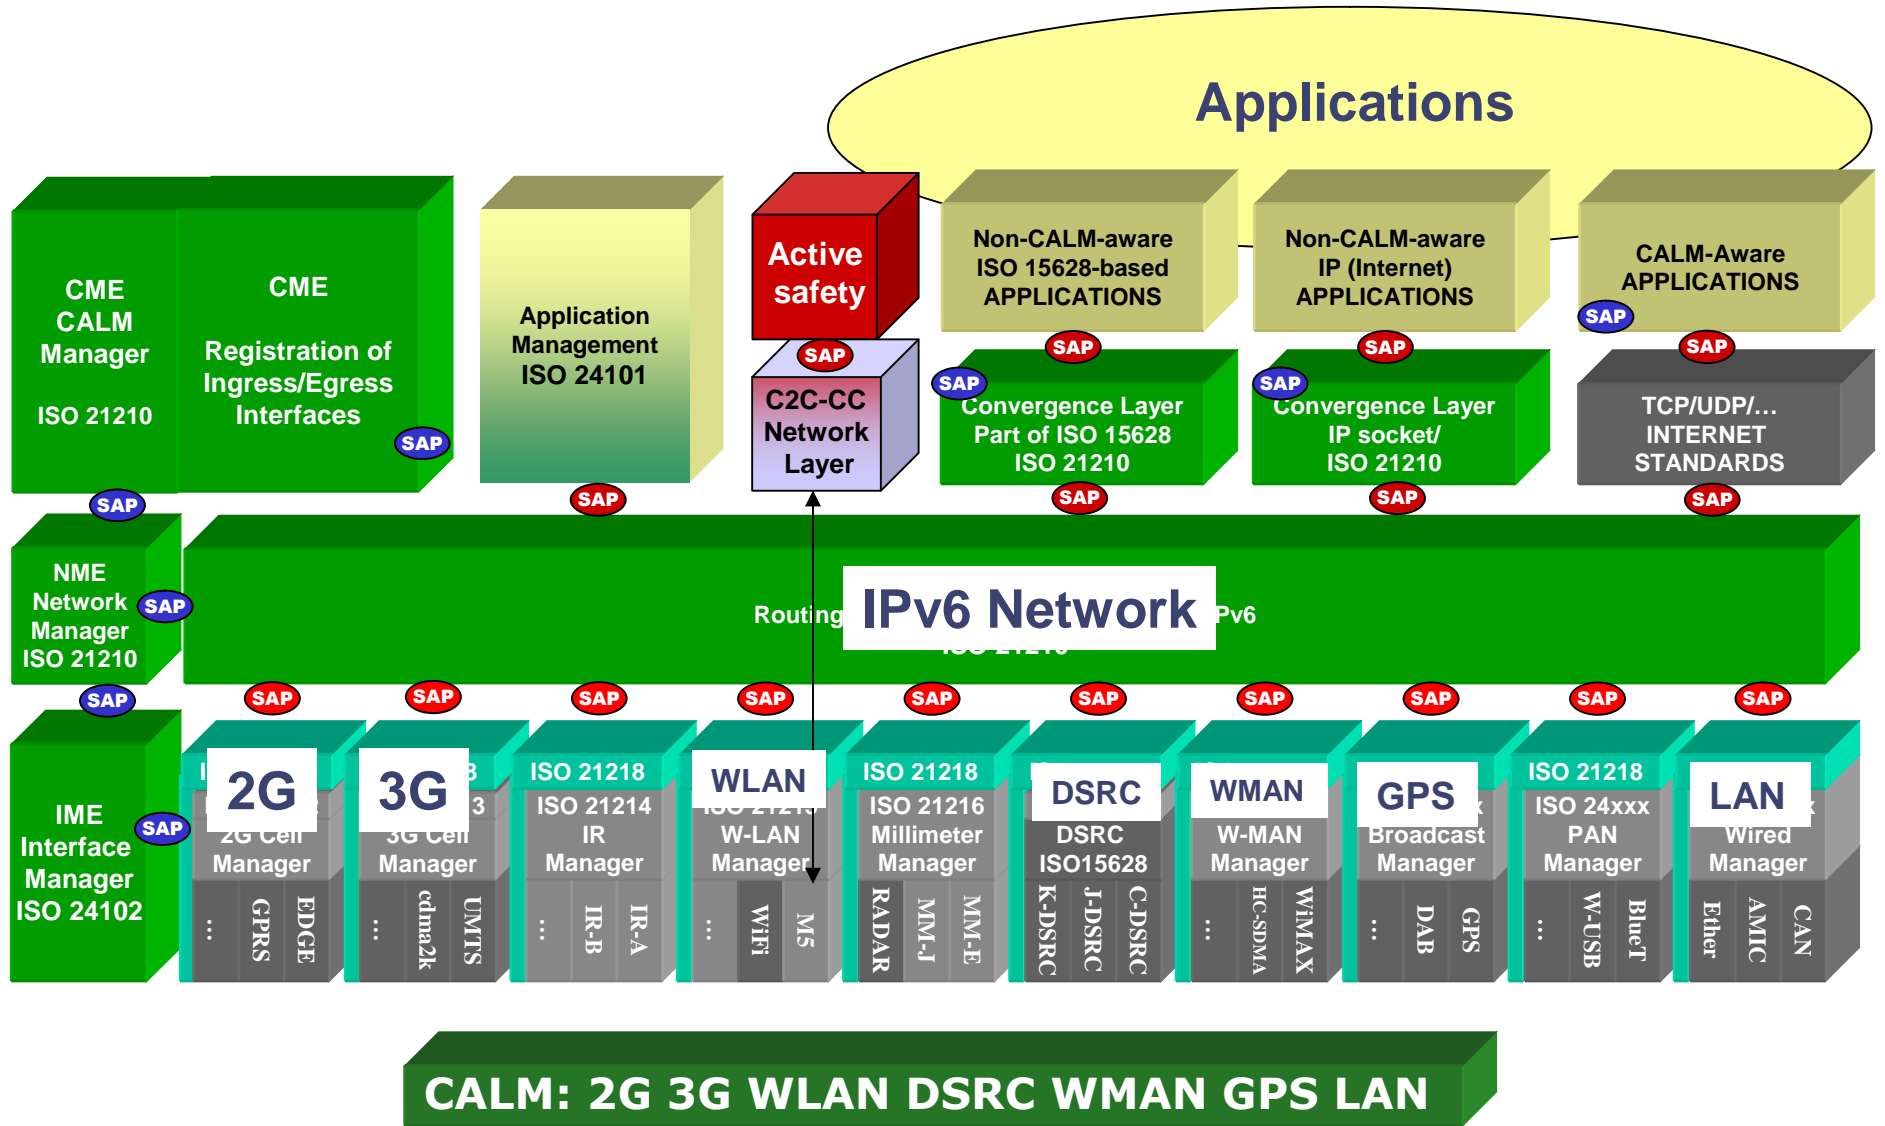 Applications
CME
CALM
Manager
ISO 21210
CME
Registration of
Ingress/Egress
Interfaces
SAP
Application
Management
ISO 24101
Active
safety
SAP
C2C-CC
Network
Layer
Non-CALM-aware
ISO 15628-based
APPLICATIONS
SAP
SAP
Convergence Layer
Part of ISO 15628
ISO 21210
Non-CALM-aware
IP (Internet)
APPLICATIONS
SAP
SAP
Convergence Layer
IP socket/
ISO 21210
CALM-Aware
APPLICATIONS
SAP
SAP
TCP/UDP/...
INTERNET
STANDARDS
SAP
SAP
SAP
SAP
SAP
NME
Network
Manager
ISO 21210
SAP
Routing
IPv6 Network
Pv6
SAP
SAP
SAP
SAP
SAP
SAP
SAP
SAP
SAP
SAP
SAP
IME
Interface
Manager
ISO 24102
SAP
2G
2G Cell
Manager
...
GPRS
EDGE
3G
3
3G Cell
Manager
...
cdma2k
UMTS
ISO 21218
ISO 21214
IR
Manager
...
IR-B
IR-A
WLAN
W-LAN
Manager
...
WiFi
M5
ISO 21218
ISO 21216
Millimeter
Manager
RADAR
MM-J
MM-E
DSRC
DSRC
ISO15628
K-DSRC
J-DSRC
C-DSRC
WMAN
W-MAN
Manager
...
HC-SDMA
WiMAX
GPS
Broadcast
Manager
...
DAB
GPS
ISO 21218
ISO 24xxx
PAN
Manager
...
W-USB
BlueT
LAN
Wired
Manager
Ether
AMIC
CAN
CALM: 2G 3G WLAN DSRC WMAN GPS LAN